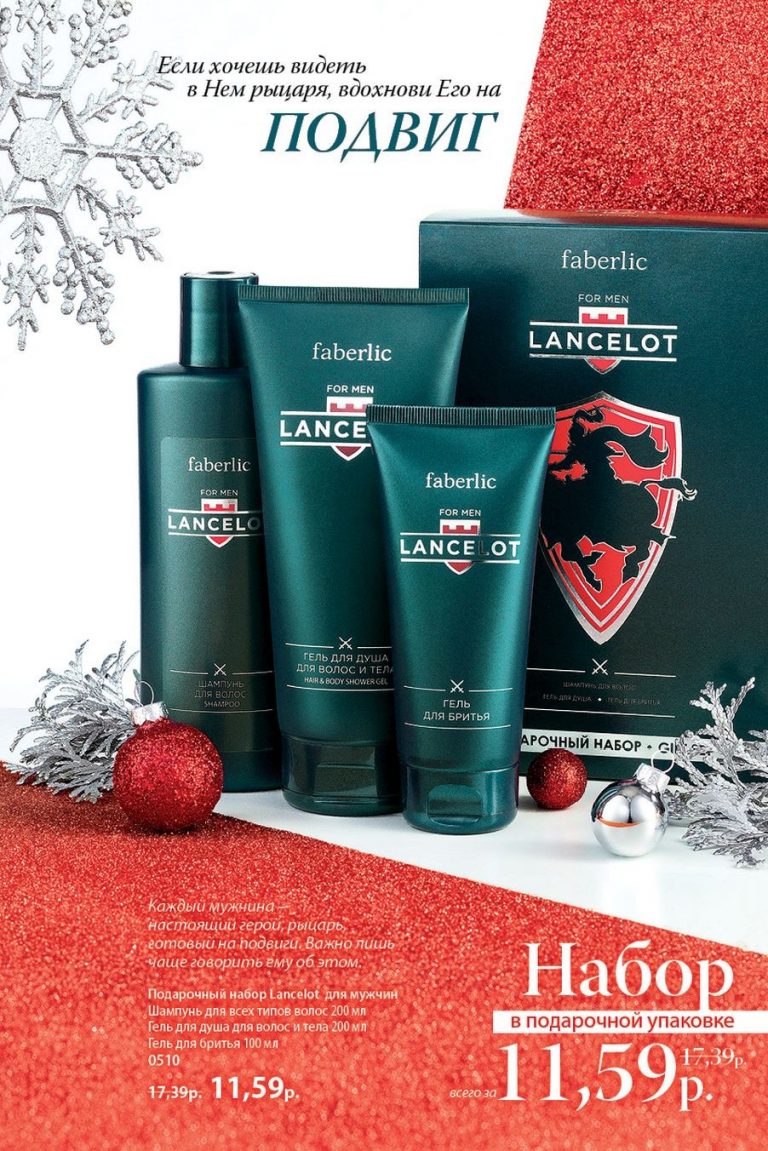 Если хочешь видеть
в Нем рыцаря, вдохнови Его на
ПОДВИГ
faberlic
FOR MEN
LANCELOT
ШАМПУНЬ ДЛЯ ВОЛОС
ГЕЛЬ ДЛЯ ДУША • ГЕЛЬ ДЛЯ БРИТЬЯ
АРОЧНЫЙ НАБОР • GI
faberlic
FOR MEN
LANCELO
ШАМПУНЬ
ДЛЯ ВОЛОС
SHAMPOO
faberlic
FOR MEN
LANCE
ГЕЛЬ ДЛЯ ДУША
ДЛЯ ВОЛОС И ТЕЛА
HAIR & BODY SHOWER GEL
faberlic
FOR MEN
LANCELOT
ГЕЛЬ
ДЛЯ БРИТЬЯ
Каждый мужчина –
настоящий герой, рыцарь,
готовый на подвиги. Важно лишь
чаще говорить ему об этом.
Подарочный набор Lancelot для мужчин
Шампунь для всех типов волос 200 мл
Гель для душа для волос и тела 200 мл
Гель для бритья 100 мл
0510
17,39р. 11,59р.
Набор
в подарочной упаковке
17,39р.
всего за 11,59р.